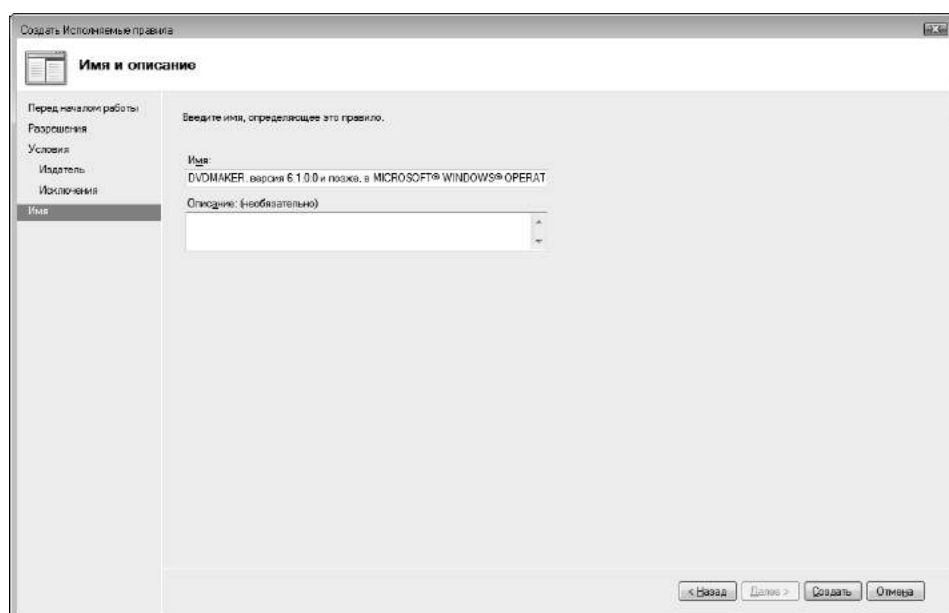 Создать Исполняемые правила
Имя и описание
Перед началом работы
Разрешения
Условия
Издатель
Исключения
Имя
Введите имя, определяющее это правило.
Имя:
DVDMAKER, версия 6.1.0.0 и позже, в MICROSOFT® WINDOWS® OPERAT
Описание: (необязательно)
< Назад
Далее >
Создать
Отмена